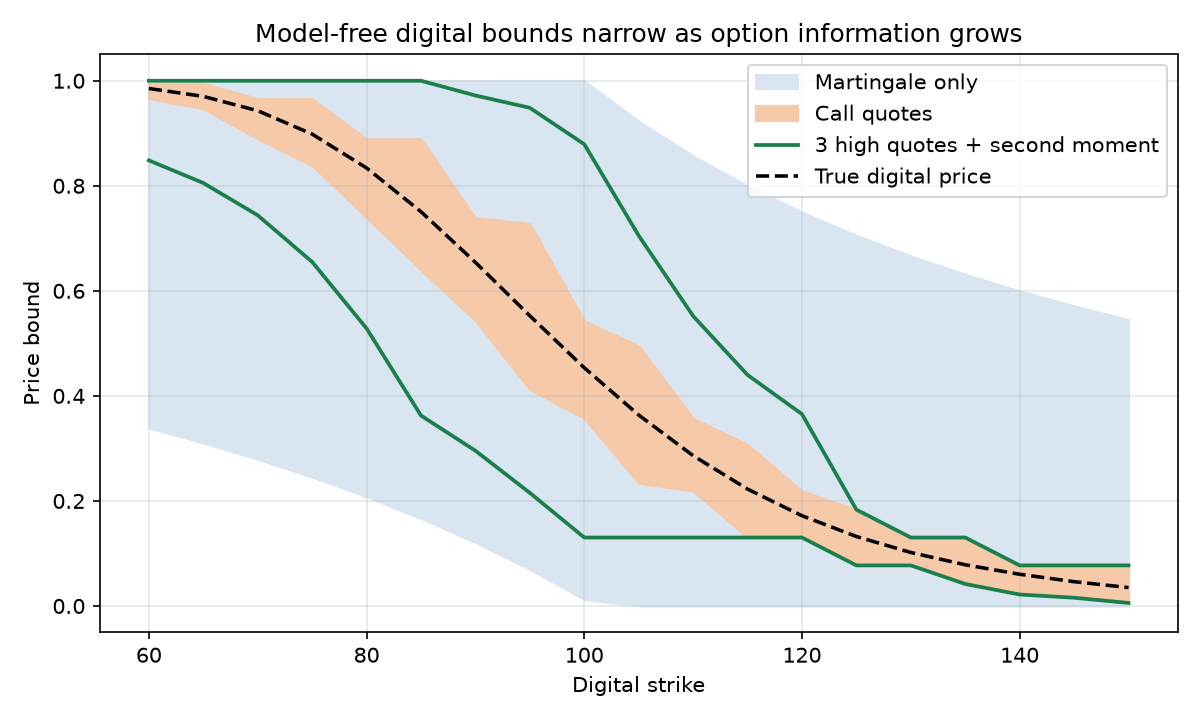 Model-free digital bounds narrow as option information grows
Martingale only
Call quotes
3 high quotes + second moment
True digital price
Price bound
1.0
0.8
0.6
0.4
0.2
0.0
60 80 100 120 140
Digital strike